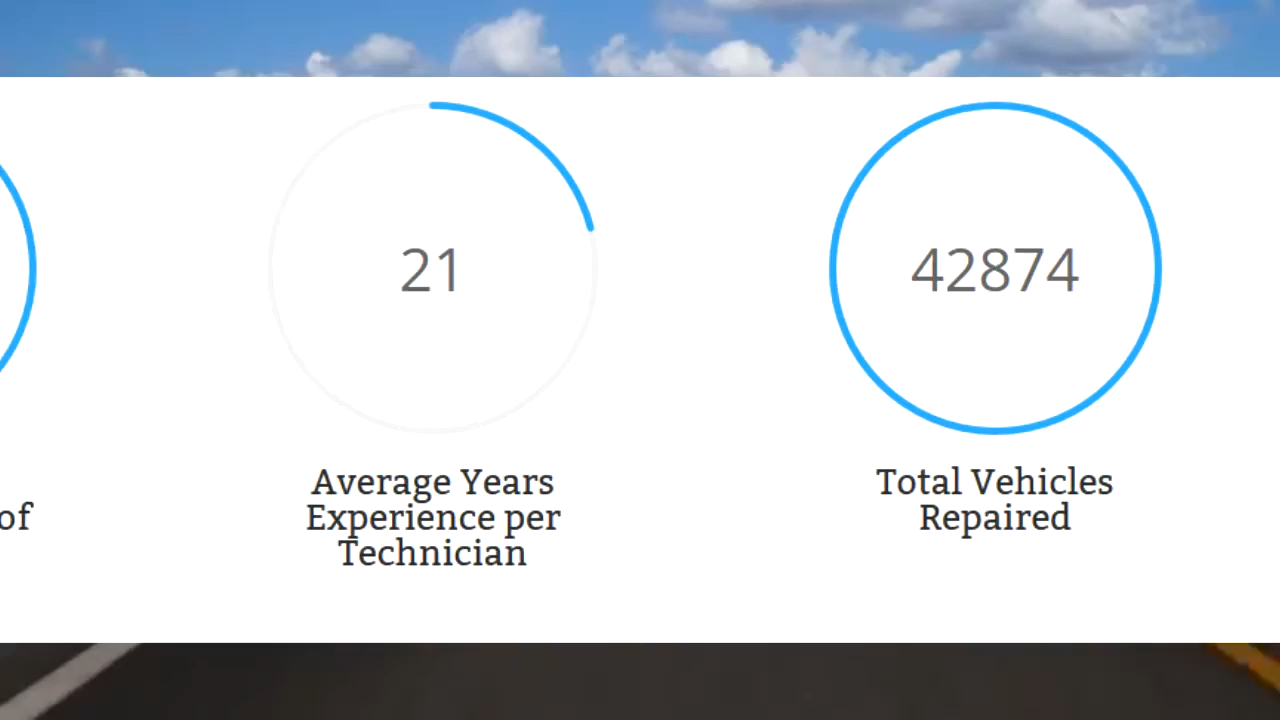 21
42874
Average Years
Experience per
Technician
Total Vehicles
Repaired
of